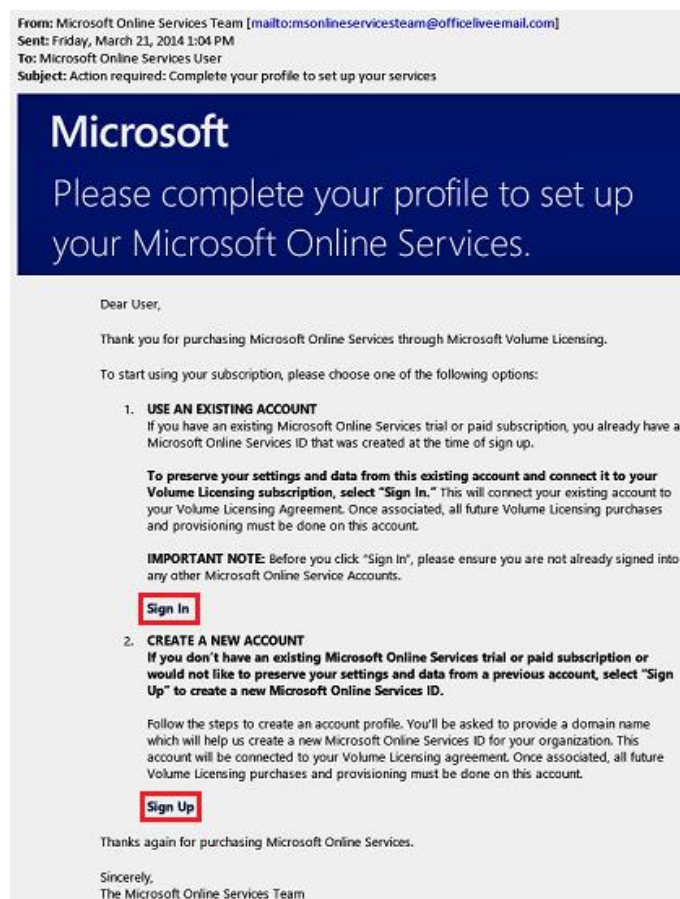 From: Microsoft Online Services Team [mailto:msonlineservicesteam@officeliveemail.com]
Sent: Friday, March 21, 2014 1:04 PM
To: Microsoft Online Services User
Subject: Action required: Complete your profile to set up your services
Microsoft
Please complete your profile to set up
your Microsoft Online Services.
Dear User,
Thank you for purchasing Microsoft Online Services through Microsoft Volume Licensing.
To start using your subscription, please choose one of the following options:
1. USE AN EXISTING ACCOUNT
If you have an existing Microsoft Online Services trial or paid subscription, you already have a
Microsoft Online Services ID that was created at the time of sign up.
To preserve your settings and data from this existing account and connect it to your
Volume Licensing subscription, select "Sign In." This will connect your existing account to
your Volume Licensing Agreement. Once associated, all future Volume Licensing purchases
and provisioning must be done on this account.
IMPORTANT NOTE: Before you click "Sign In", please ensure you are not already signed into
any other Microsoft Online Service Accounts.
Sign In
2. CREATE A NEW ACCOUNT
If you don't have an existing Microsoft Online Services trial or paid subscription or
would not like to preserve your settings and data from a previous account, select "Sign
Up" to create a new Microsoft Online Services ID.
Follow the steps to create an account profile. You'll be asked to provide a domain name
which will help us create a new Microsoft Online Services ID for your organization. This
account will be connected to your Volume Licensing agreement. Once associated, all future
Volume Licensing purchases and provisioning must be done on this account.
Sign Up
Thanks again for purchasing Microsoft Online Services.
Sincerely,
The Microsoft Online Services Team